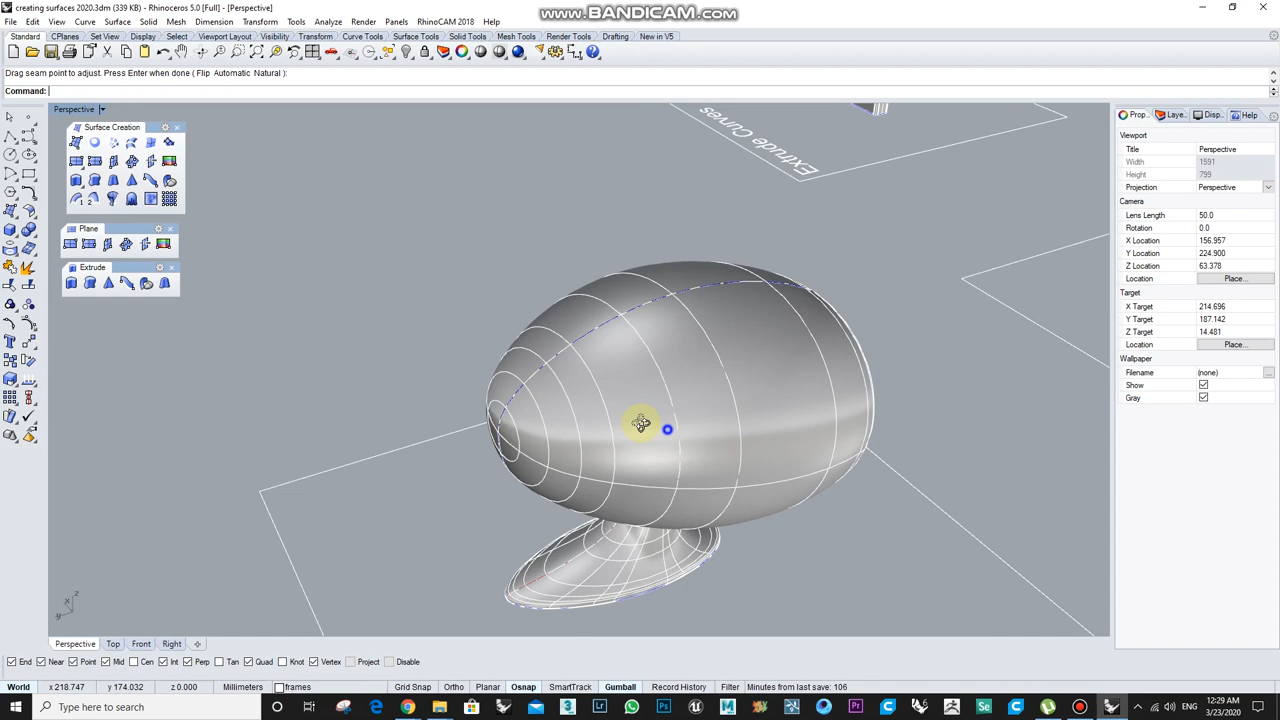 creating surfaces 2020.3dm (339 KB) - Rhinoceros 5.0 [Full] - [Perspective]
www.BANDICAM.com
File Edit View Curve Surface Solid Mesh Dimension Transform Tools Analyze Render Panels RhinoCAM 2018 Help
Standard CPlanes Set View Display Select Viewport Layout Visibility Transform Curve Tools Surface Tools Solid Tools Mesh Tools Render Tools Drafting New in V5
Drag seam point to adjust. Press Enter when done ( Flip Automatic Natural ):
Command:
Perspective
Prop... Laye... Disp... Help
Surface Creation
Viewport
Title Perspective
Width 1591
Height 799
Projection Perspective
Camera
Lens Length 50.0
Rotation 0.0
X Location 156.957
Y Location 224.900
Z Location 63.378
Location Place...
Target
X Target 214.696
Y Target 187.142
Z Target 14.481
Location Place...
Wallpaper
Filename (none) ...
Show
Gray
Plane
Extrude
Extrude Curves
z
x
y
Perspective Top Front Right
End Near Point Mid Cen Int Perp Tan Quad Knot Vertex Project Disable
World x 218.747 y 174.032 z 0.000 Millimeters frames Grid Snap Ortho Planar Osnap SmartTrack Gumball Record History Filter Minutes from last save: 106
Type here to search
12:29 AM
3/23/2020